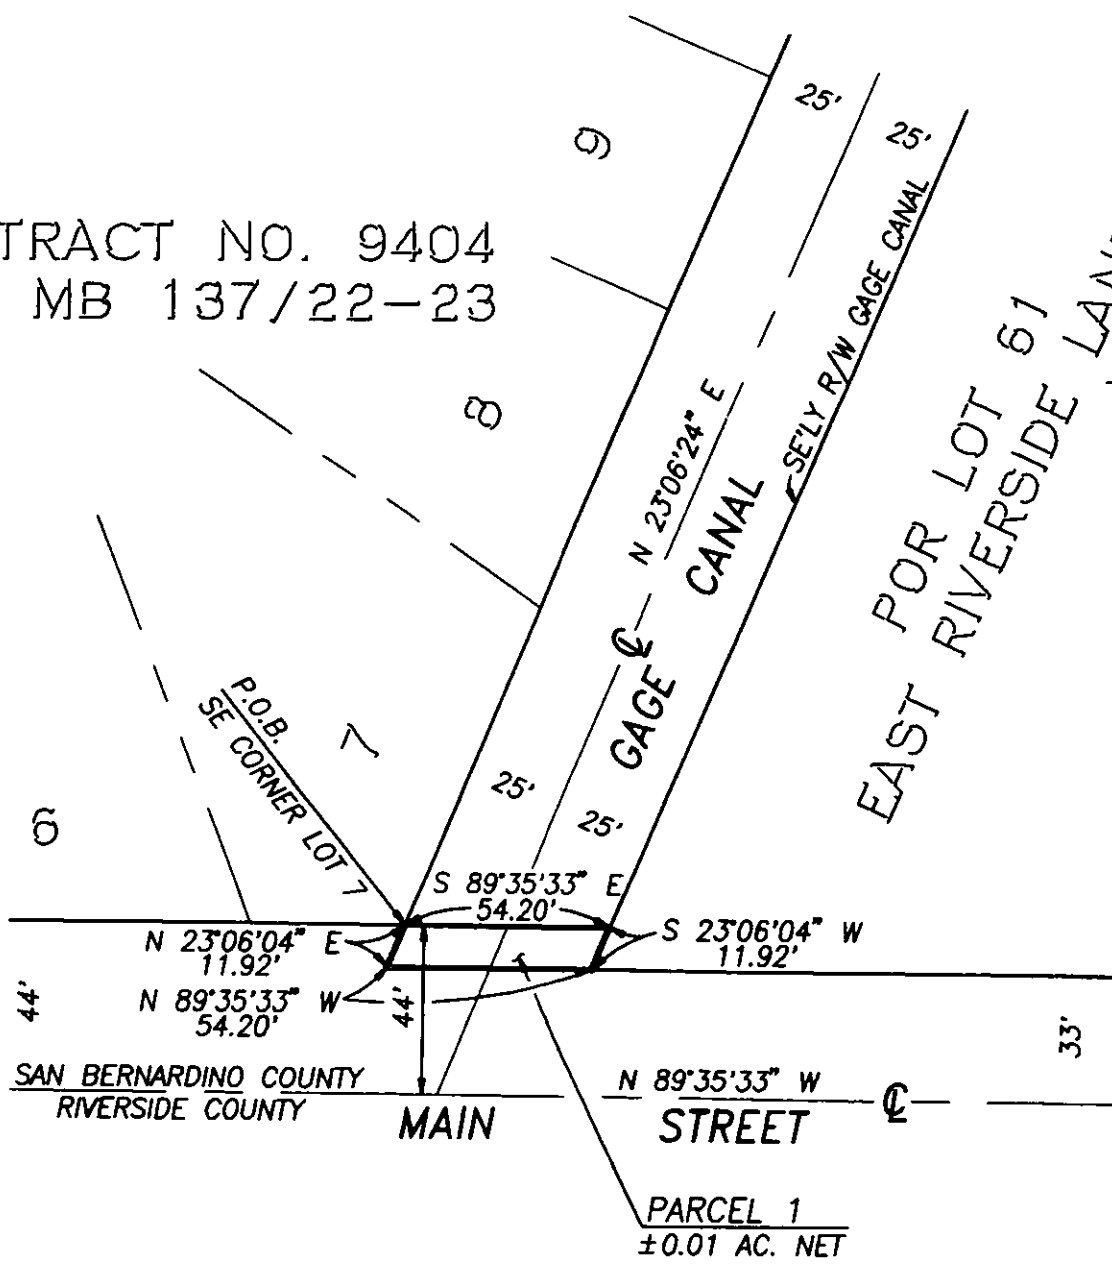 25'
25'
9
TRACT NO. 9404
MB 137/22-23
SE'LY R/W GAGE CANAL
8
N 23°06'24" E
POR LOT 61
EAST RIVERSIDE
GAGE CANAL
℄
P.O.B.
SE CORNER LOT 7
7
6
25'
25'
S 89°35'33" E
54.20'
N 23°06'04" E
11.92'
S 23°06'04" W
11.92'
N 89°35'33" W
54.20'
44'
44'
33'
SAN BERNARDINO COUNTY
RIVERSIDE COUNTY
N 89°35'33" W
℄
MAIN STREET
PARCEL 1
±0.01 AC. NET